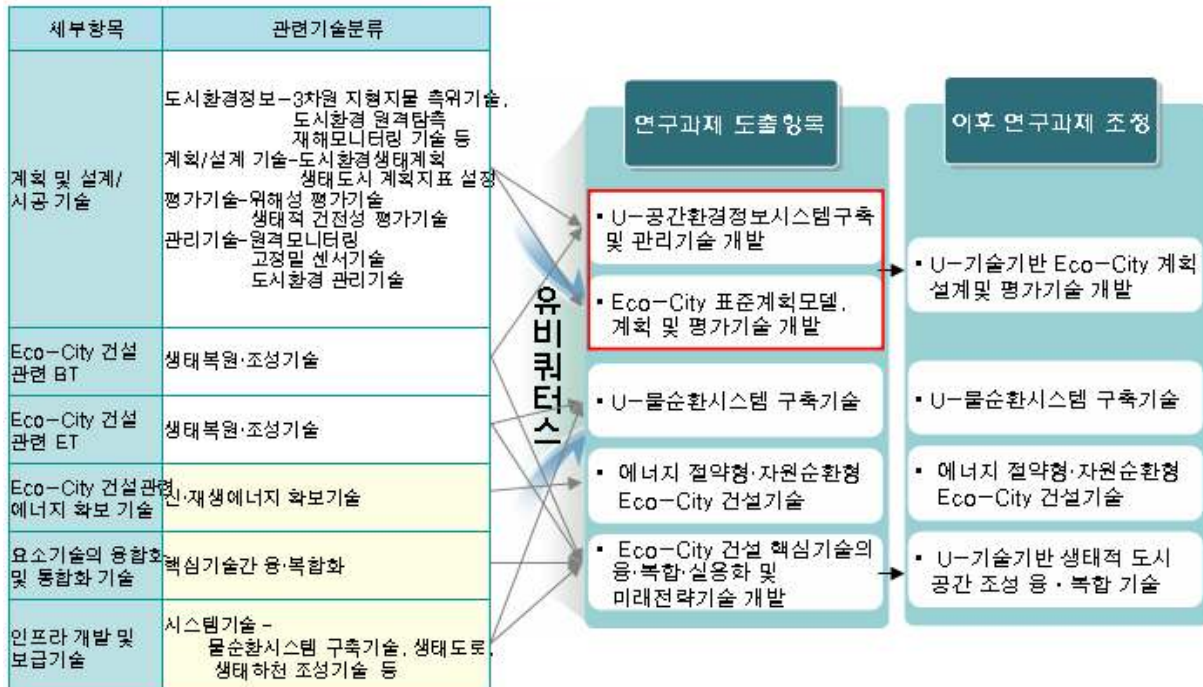 세부항목
관련기술분류
계획 및 설계/
시공 기술
도시환경정보-3차원 지형지물 측위기술,
도시환경 원격탐측
재해모니터링 기술 등
계획/설계 기술-도시환경생태계획
생태도시 계획지표 설정
평가기술-위해성 평가기술
생태적 건전성 평가기술
관리기술-원격모니터링
고정밀 센서기술
도시환경 관리기술
Eco-City 건설
관련 BT
생태복원·조성기술
Eco-City 건설
관련 ET
생태복원·조성기술
Eco-City 건설관련
에너지 확보 기술
신·재생에너지 확보기술
요소기술의 융합화
및 통합화 기술
핵심기술간 융·복합화
인프라 개발 및
보급기술
시스템기술 -
물순환시스템 구축기술, 생태도로,
생태하천 조성기술 등
유비쿼터스
연구과제 도출항목
▪ U-공간환경정보시스템구축
및 관리기술 개발
▪ Eco-City 표준계획모델,
계획 및 평가기술 개발
▪ U-물순환시스템 구축기술
▪ 에너지 절약형·자원순환형
Eco-City 건설기술
▪ Eco-City 건설 핵심기술의
융·복합·실용화 및
미래전략기술 개발
이후 연구과제 조정
▪ U-기술기반 Eco-City 계획
설계및 평가기술 개발
▪ U-물순환시스템 구축기술
▪ 에너지 절약형·자원순환형
Eco-City 건설기술
▪ U-기술기반 생태적 도시
공간 조성 융·복합 기술